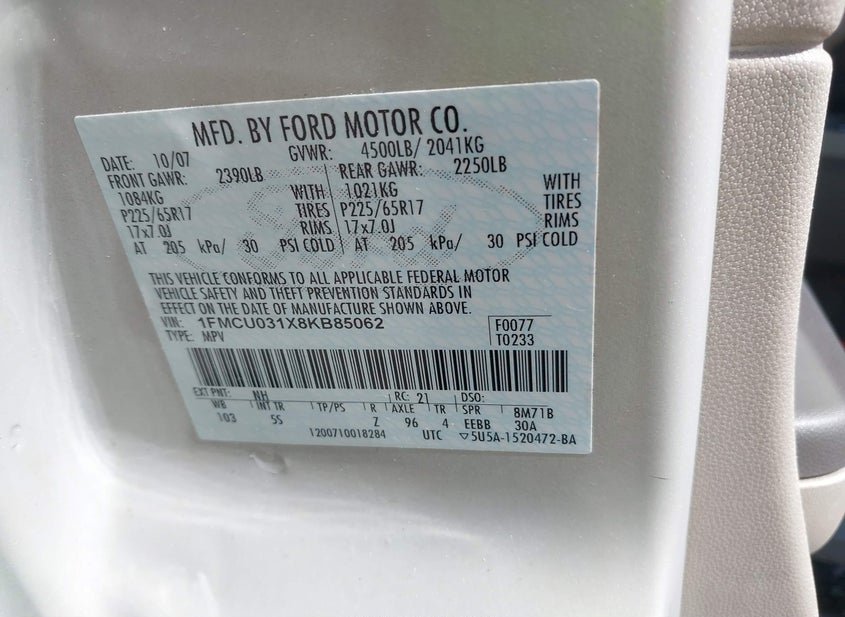 MFD. BY FORD MOTOR CO.
DATE: 10/07 GVWR: 4500LB/ 2041KG
FRONT GAWR: 2390LB REAR GAWR: 2250LB
1084KG WITH 1021KG WITH
P225/65R17 TIRES P225/65R17 TIRES
17x7.0J RIMS 17x7.0J RIMS
AT 205 kPa/ 30 PSI COLD AT 205 kPa/ 30 PSI COLD
THIS VEHICLE CONFORMS TO ALL APPLICABLE FEDERAL MOTOR
VEHICLE SAFETY AND THEFT PREVENTION STANDARDS IN
EFFECT ON THE DATE OF MANUFACTURE SHOWN ABOVE.
VIN: 1FMCU031X8KB85062 F0077
TYPE: MPV T0233
EXT PNT: NH RC: 21 DSO:
WB INT TR TP/PS R AXLE TR SPR 8M71B
103 5S Z 96 4 EEBB 30A
1200710018284 UTC ▽5U5A-1520472-BA